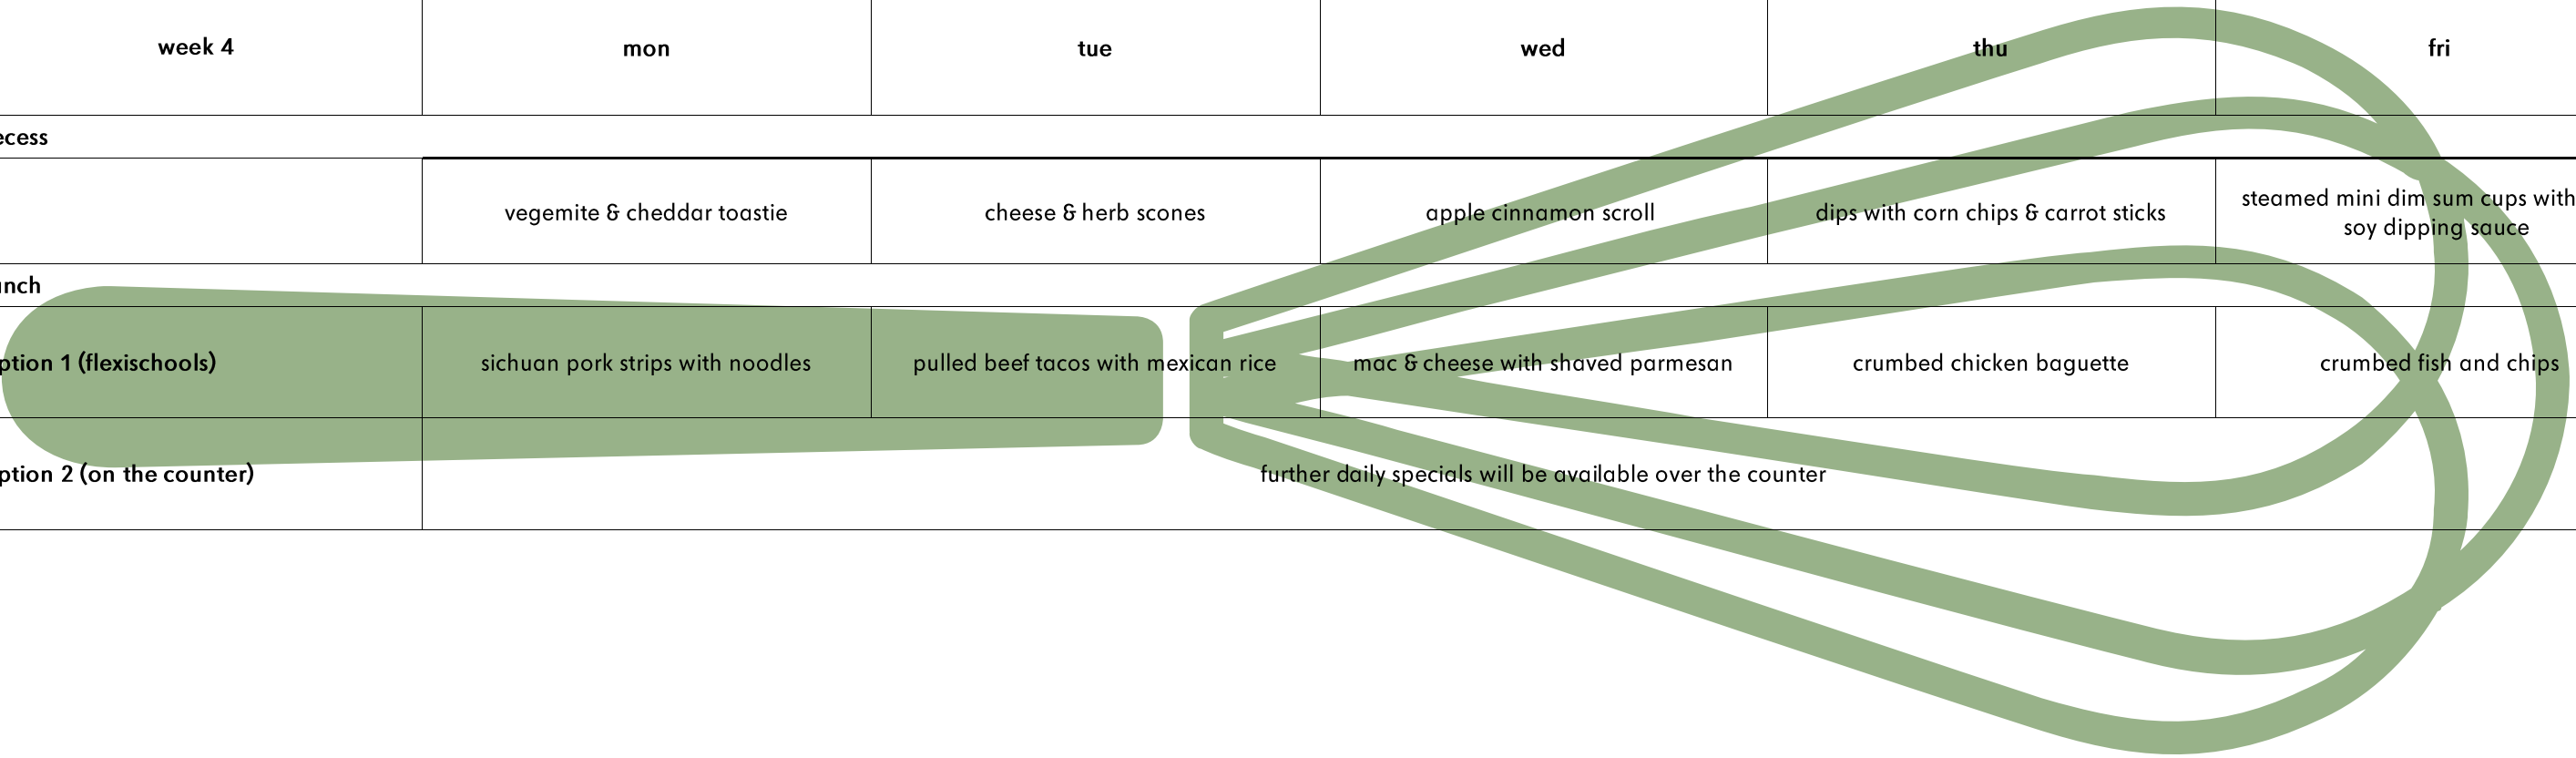 week 4 mon tue wed thu fri
ecess
vegemite & cheddar toastie cheese & herb scones apple cinnamon scroll dips with corn chips & carrot sticks steamed mini dim sum cups with
soy dipping sauce
nch
ption 1 (flexischools) sichuan pork strips with noodles pulled beef tacos with mexican rice mac & cheese with shaved parmesan crumbed chicken baguette crumbed fish and chips
ption 2 (on the counter) further daily specials will be available over the counter